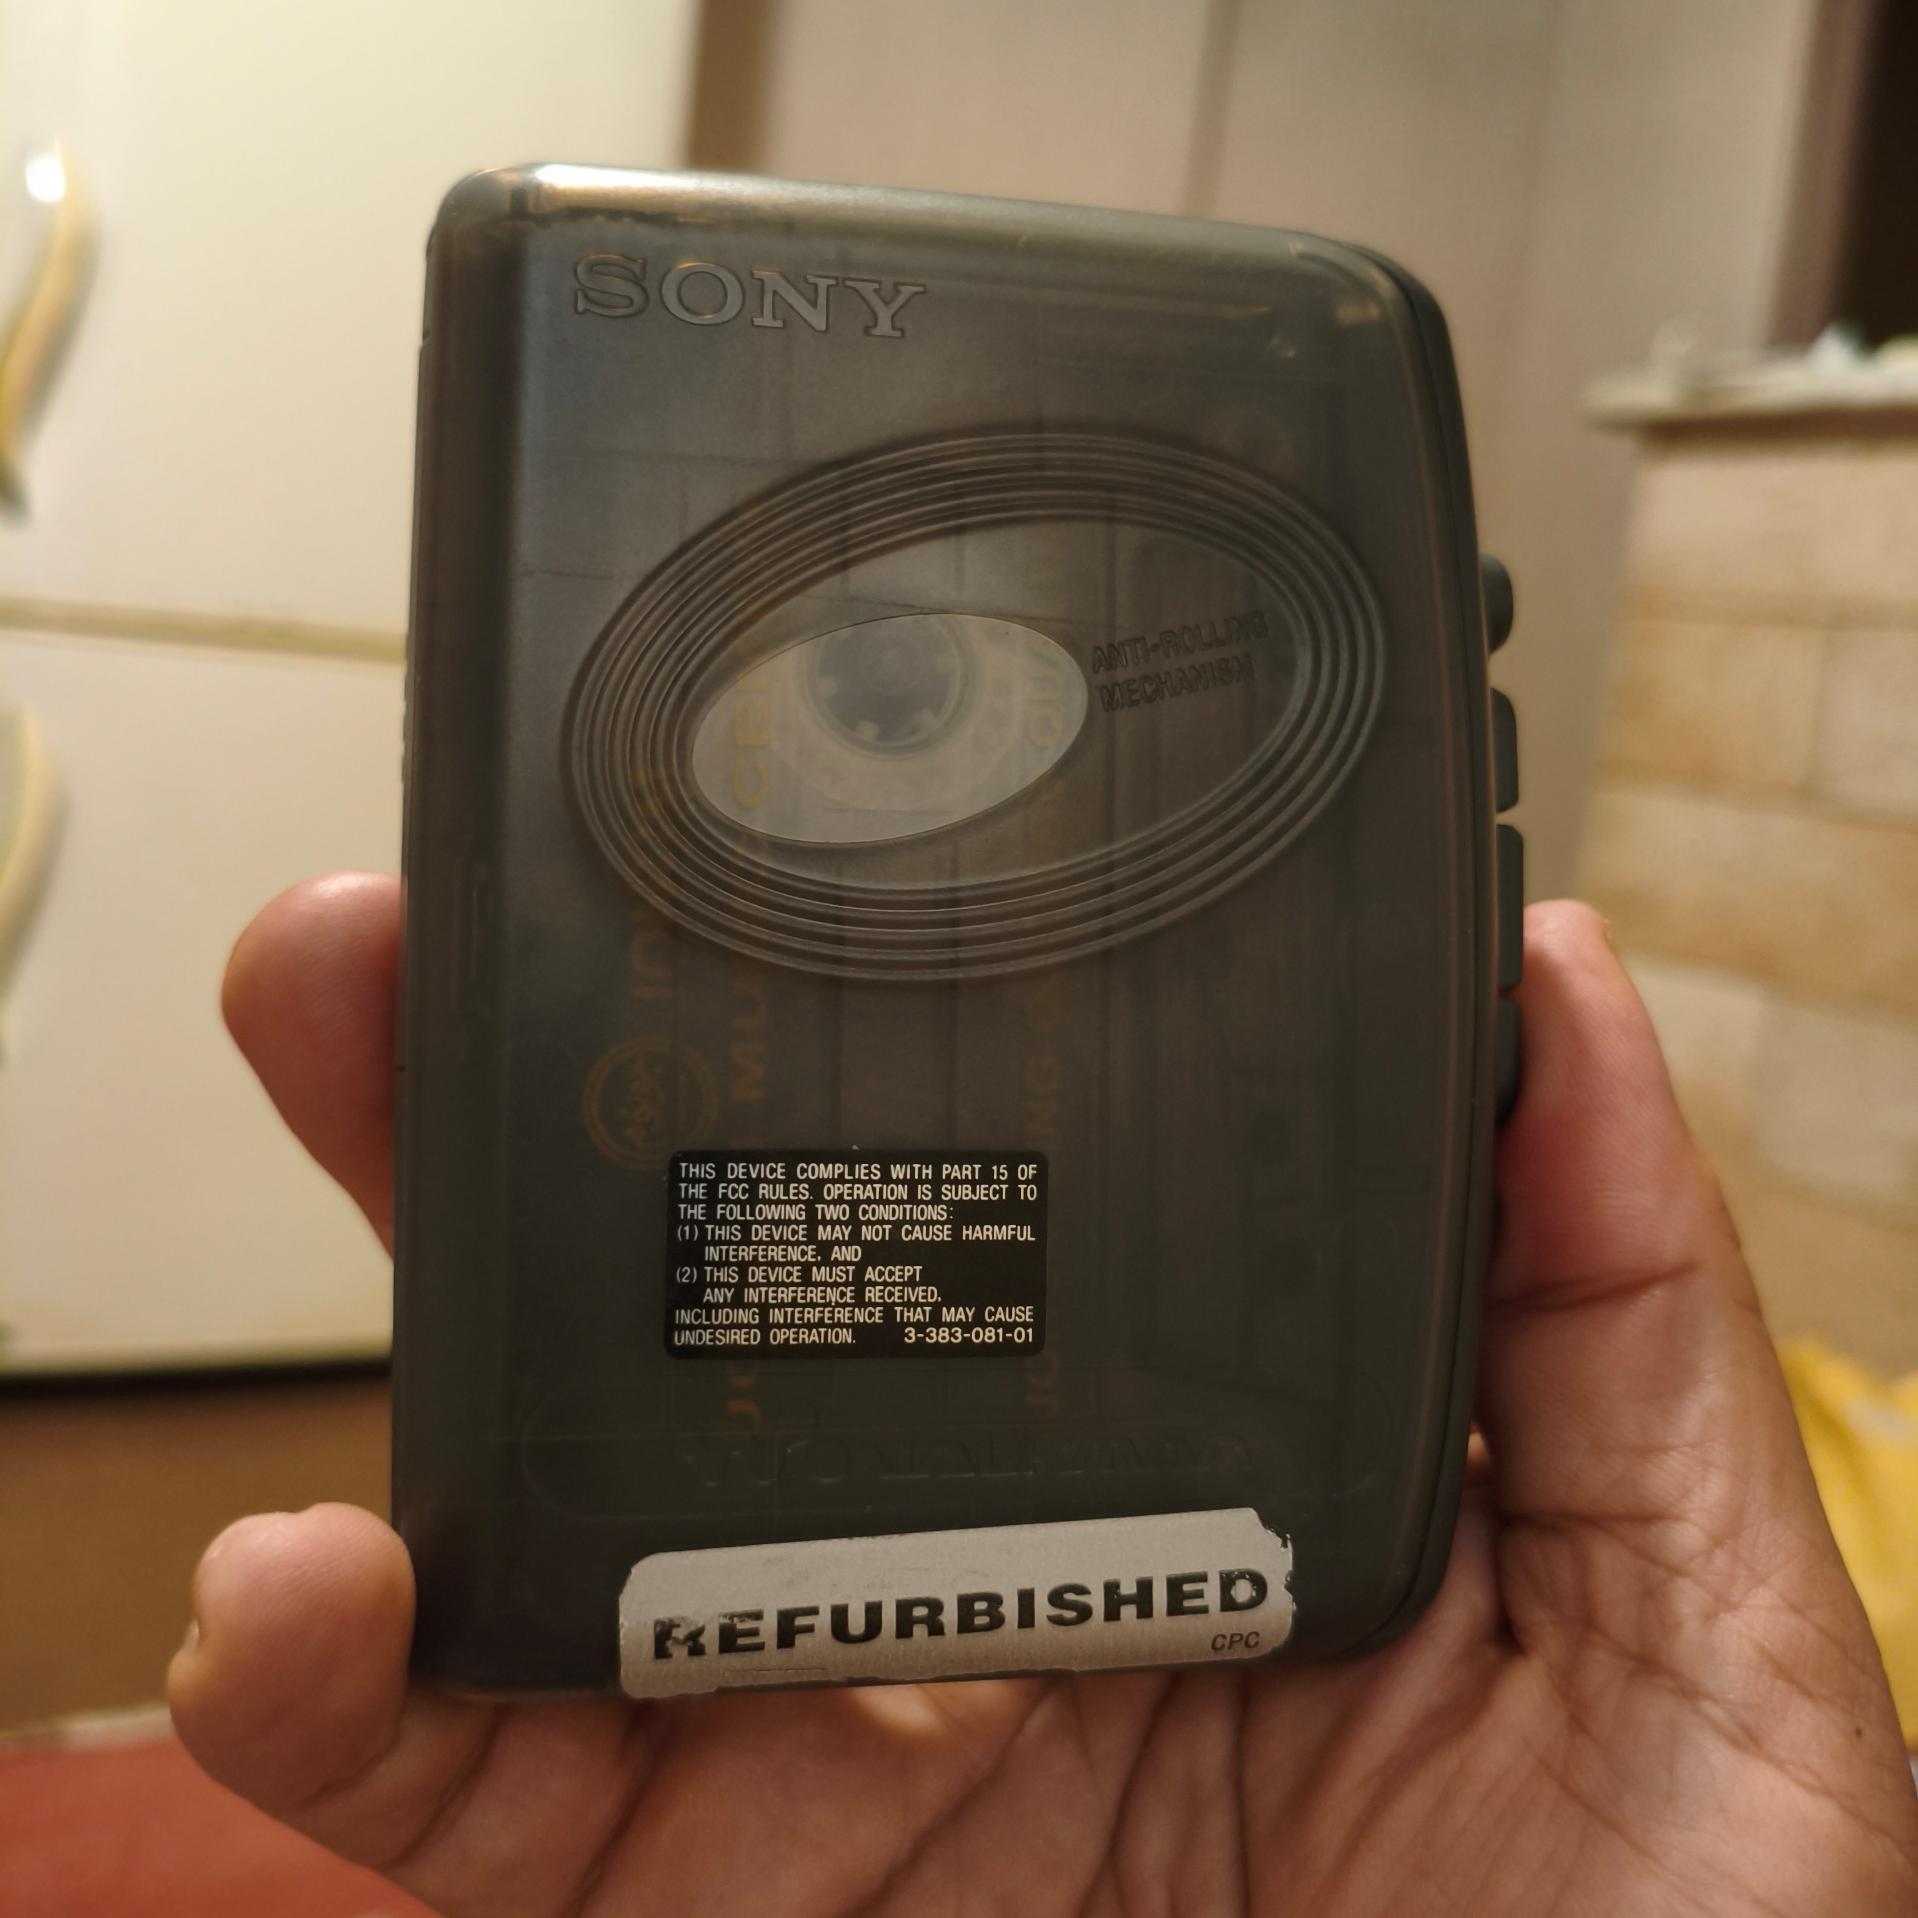 SONY
ANTI-ROLLING
MECHANISM
THIS DEVICE COMPLIES WITH PART 15 OF
THE FCC RULES. OPERATION IS SUBJECT TO
THE FOLLOWING TWO CONDITIONS:
(1) THIS DEVICE MAY NOT CAUSE HARMFUL
INTERFERENCE, AND
(2) THIS DEVICE MUST ACCEPT
ANY INTERFERENCE RECEIVED,
INCLUDING INTERFERENCE THAT MAY CAUSE
UNDESIRED OPERATION. 3-383-081-01
WALKMAN
REFURBISHED
CPC